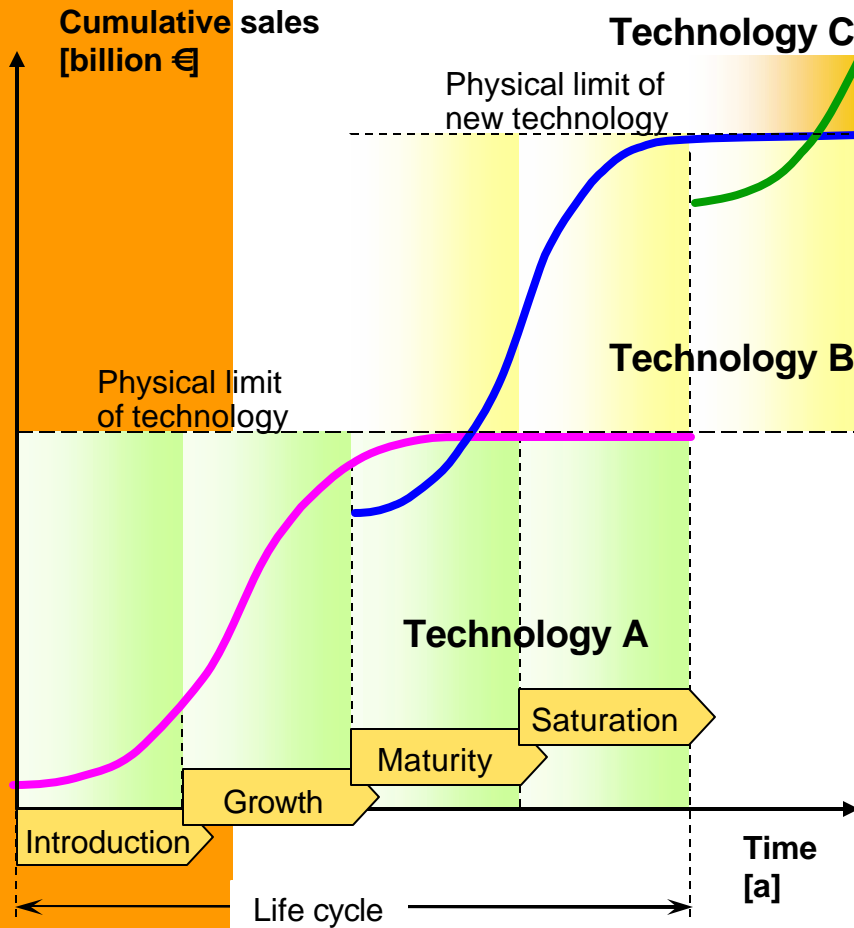 Cumulative sales
[billion €]
Technology C
Physical limit of
new technology
Technology B
Physical limit
of technology
Technology A
Saturation
Maturity
Growth
Introduction
Time
[a]
Life cycle